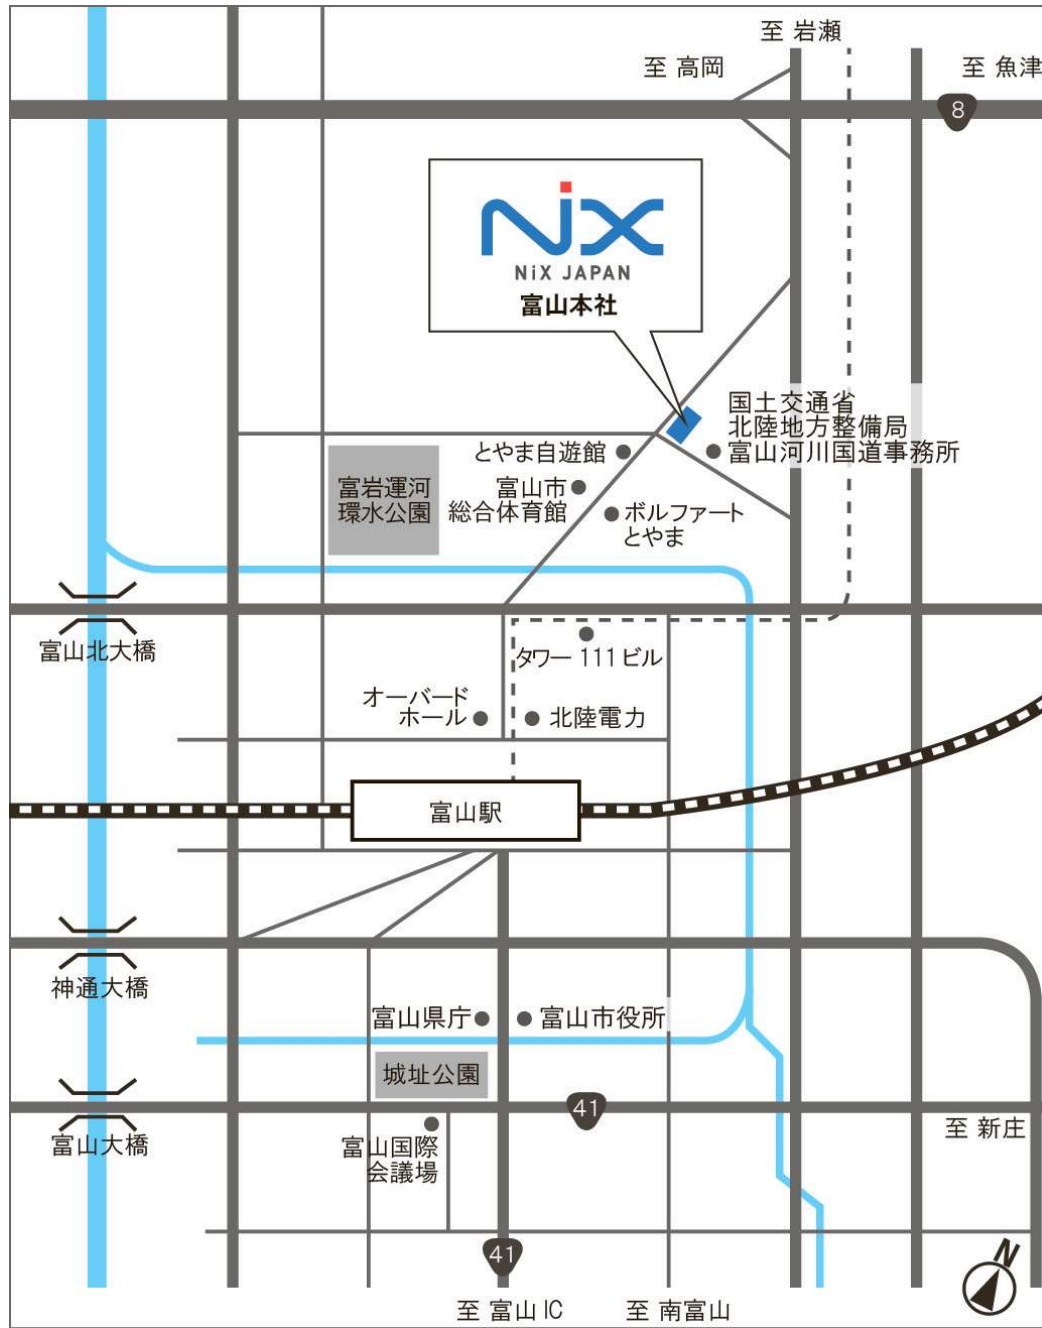 至 岩瀬
至 高岡
至 魚津
8
NiX
NiX JAPAN
富山本社
国土交通省
北陸地方整備局
富山河川国道事務所
とやま自遊館
富岩運河
環水公園
富山市
総合体育館
ボルファート
とやま
富山北大橋
タワー111ビル
オーバード
ホール
北陸電力
富山駅
神通大橋
富山県庁
富山市役所
城址公園
41
富山大橋
富山国際
会議場
至 新庄
41
N
至 富山IC
至 南富山